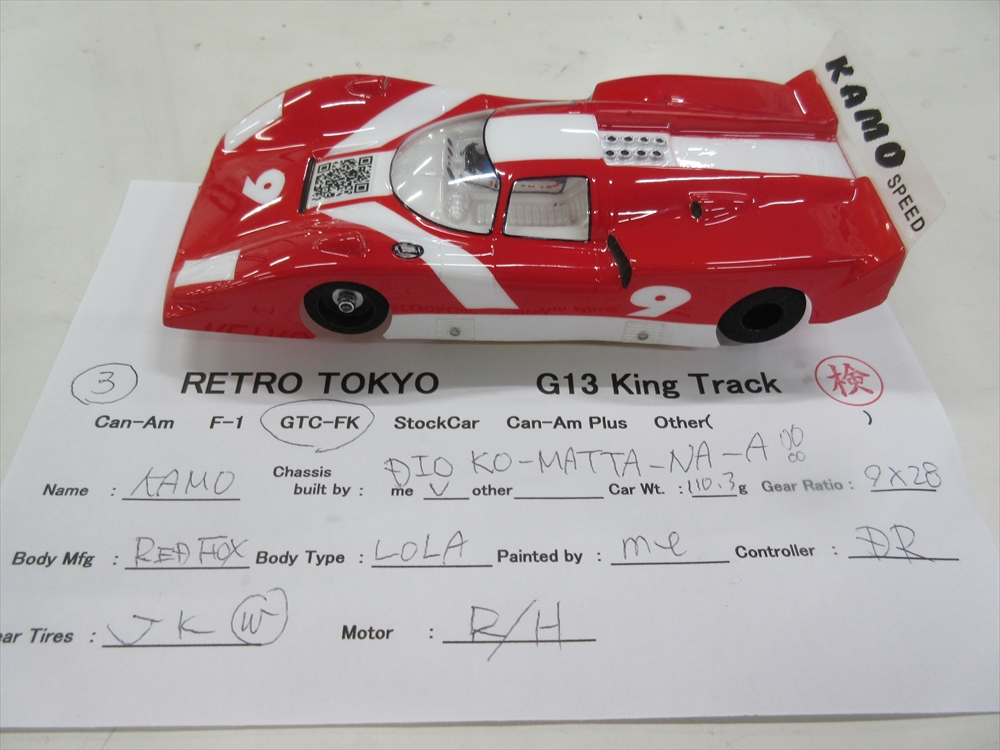 KAMO SPEED
9
9
③ RETRO TOKYO G13 King Track 検
Can-Am F-1 GTC-FK StockCar Can-Am Plus Other( )
DIO KO-MATTA-NA-A
Name : KAMO Chassis built by : me ✓ other Car Wt. : 110.3g Gear Ratio : 9X28
Body Mfg : RED FOX Body Type : LOLA Painted by : me Controller : DR
ear Tires : JK Ⓦ Motor : R/H